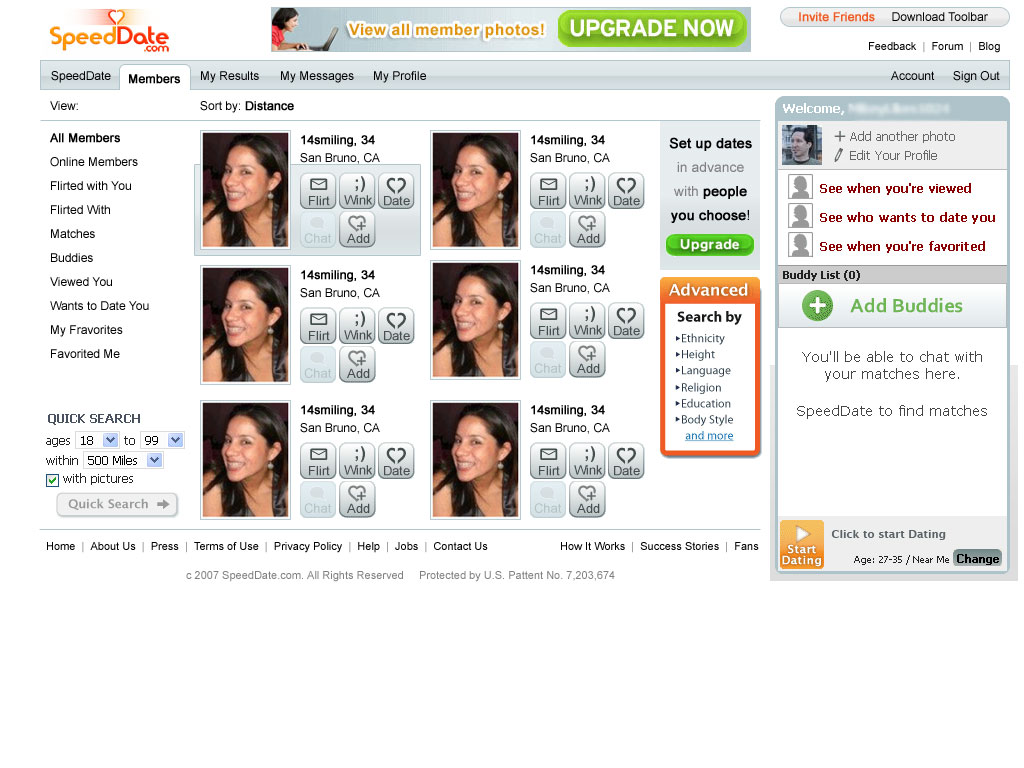 SpeedDate.com
View all member photos! UPGRADE NOW
Invite Friends Download Toolbar
Feedback | Forum | Blog
SpeedDate Members My Results My Messages My Profile Account Sign Out
View: Sort by: Distance
All Members
Online Members
Flirted with You
Flirted With
Matches
Buddies
Viewed You
Wants to Date You
My Fravorites
Favorited Me
QUICK SEARCH
ages 18 to 99
within 500 Miles
with pictures
Quick Search
14smiling, 34
San Bruno, CA
Flirt Wink Date
Chat Add
14smiling, 34
San Bruno, CA
Flirt Wink Date
Chat Add
14smiling, 34
San Bruno, CA
Flirt Wink Date
Chat Add
14smiling, 34
San Bruno, CA
Flirt Wink Date
Chat Add
14smiling, 34
San Bruno, CA
Flirt Wink Date
Chat Add
14smiling, 34
San Bruno, CA
Flirt Wink Date
Chat Add
Set up dates
in advance
with people
you choose!
Upgrade
Advanced
Search by
Ethnicity
Height
Language
Religion
Education
Body Style
and more
Welcome,
Add another photo
Edit Your Profile
See when you're viewed
See who wants to date you
See when you're favorited
Buddy List (0)
Add Buddies
You'll be able to chat with
your matches here.
SpeedDate to find matches
Start
Dating
Click to start Dating
Age: 27-35 / Near Me Change
Home | About Us | Press | Terms of Use | Privacy Policy | Help | Jobs | Contact Us How It Works | Success Stories | Fans
c 2007 SpeedDate.com. All Rights Reserved Protected by U.S. Pattent No. 7,203,674